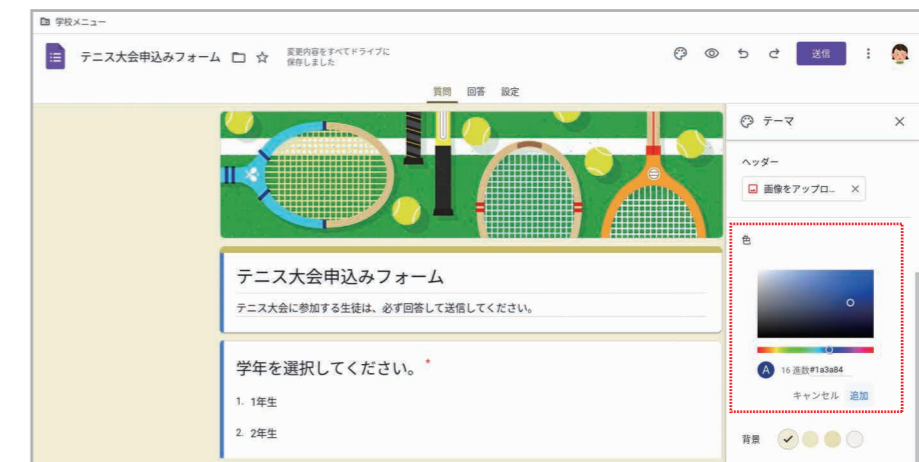 学校メニュー
テニス大会申込みフォーム
変更内容をすべてドライブに
保存しました
送信
質問 回答 設定
テーマ
ヘッダー
画像をアップロ...
色
テニス大会申込みフォーム
テニス大会に参加する生徒は、必ず回答して送信してください。
学年を選択してください。 *
1. 1年生
2. 2年生
A 16 進数#1a3a84
キャンセル 追加
背景